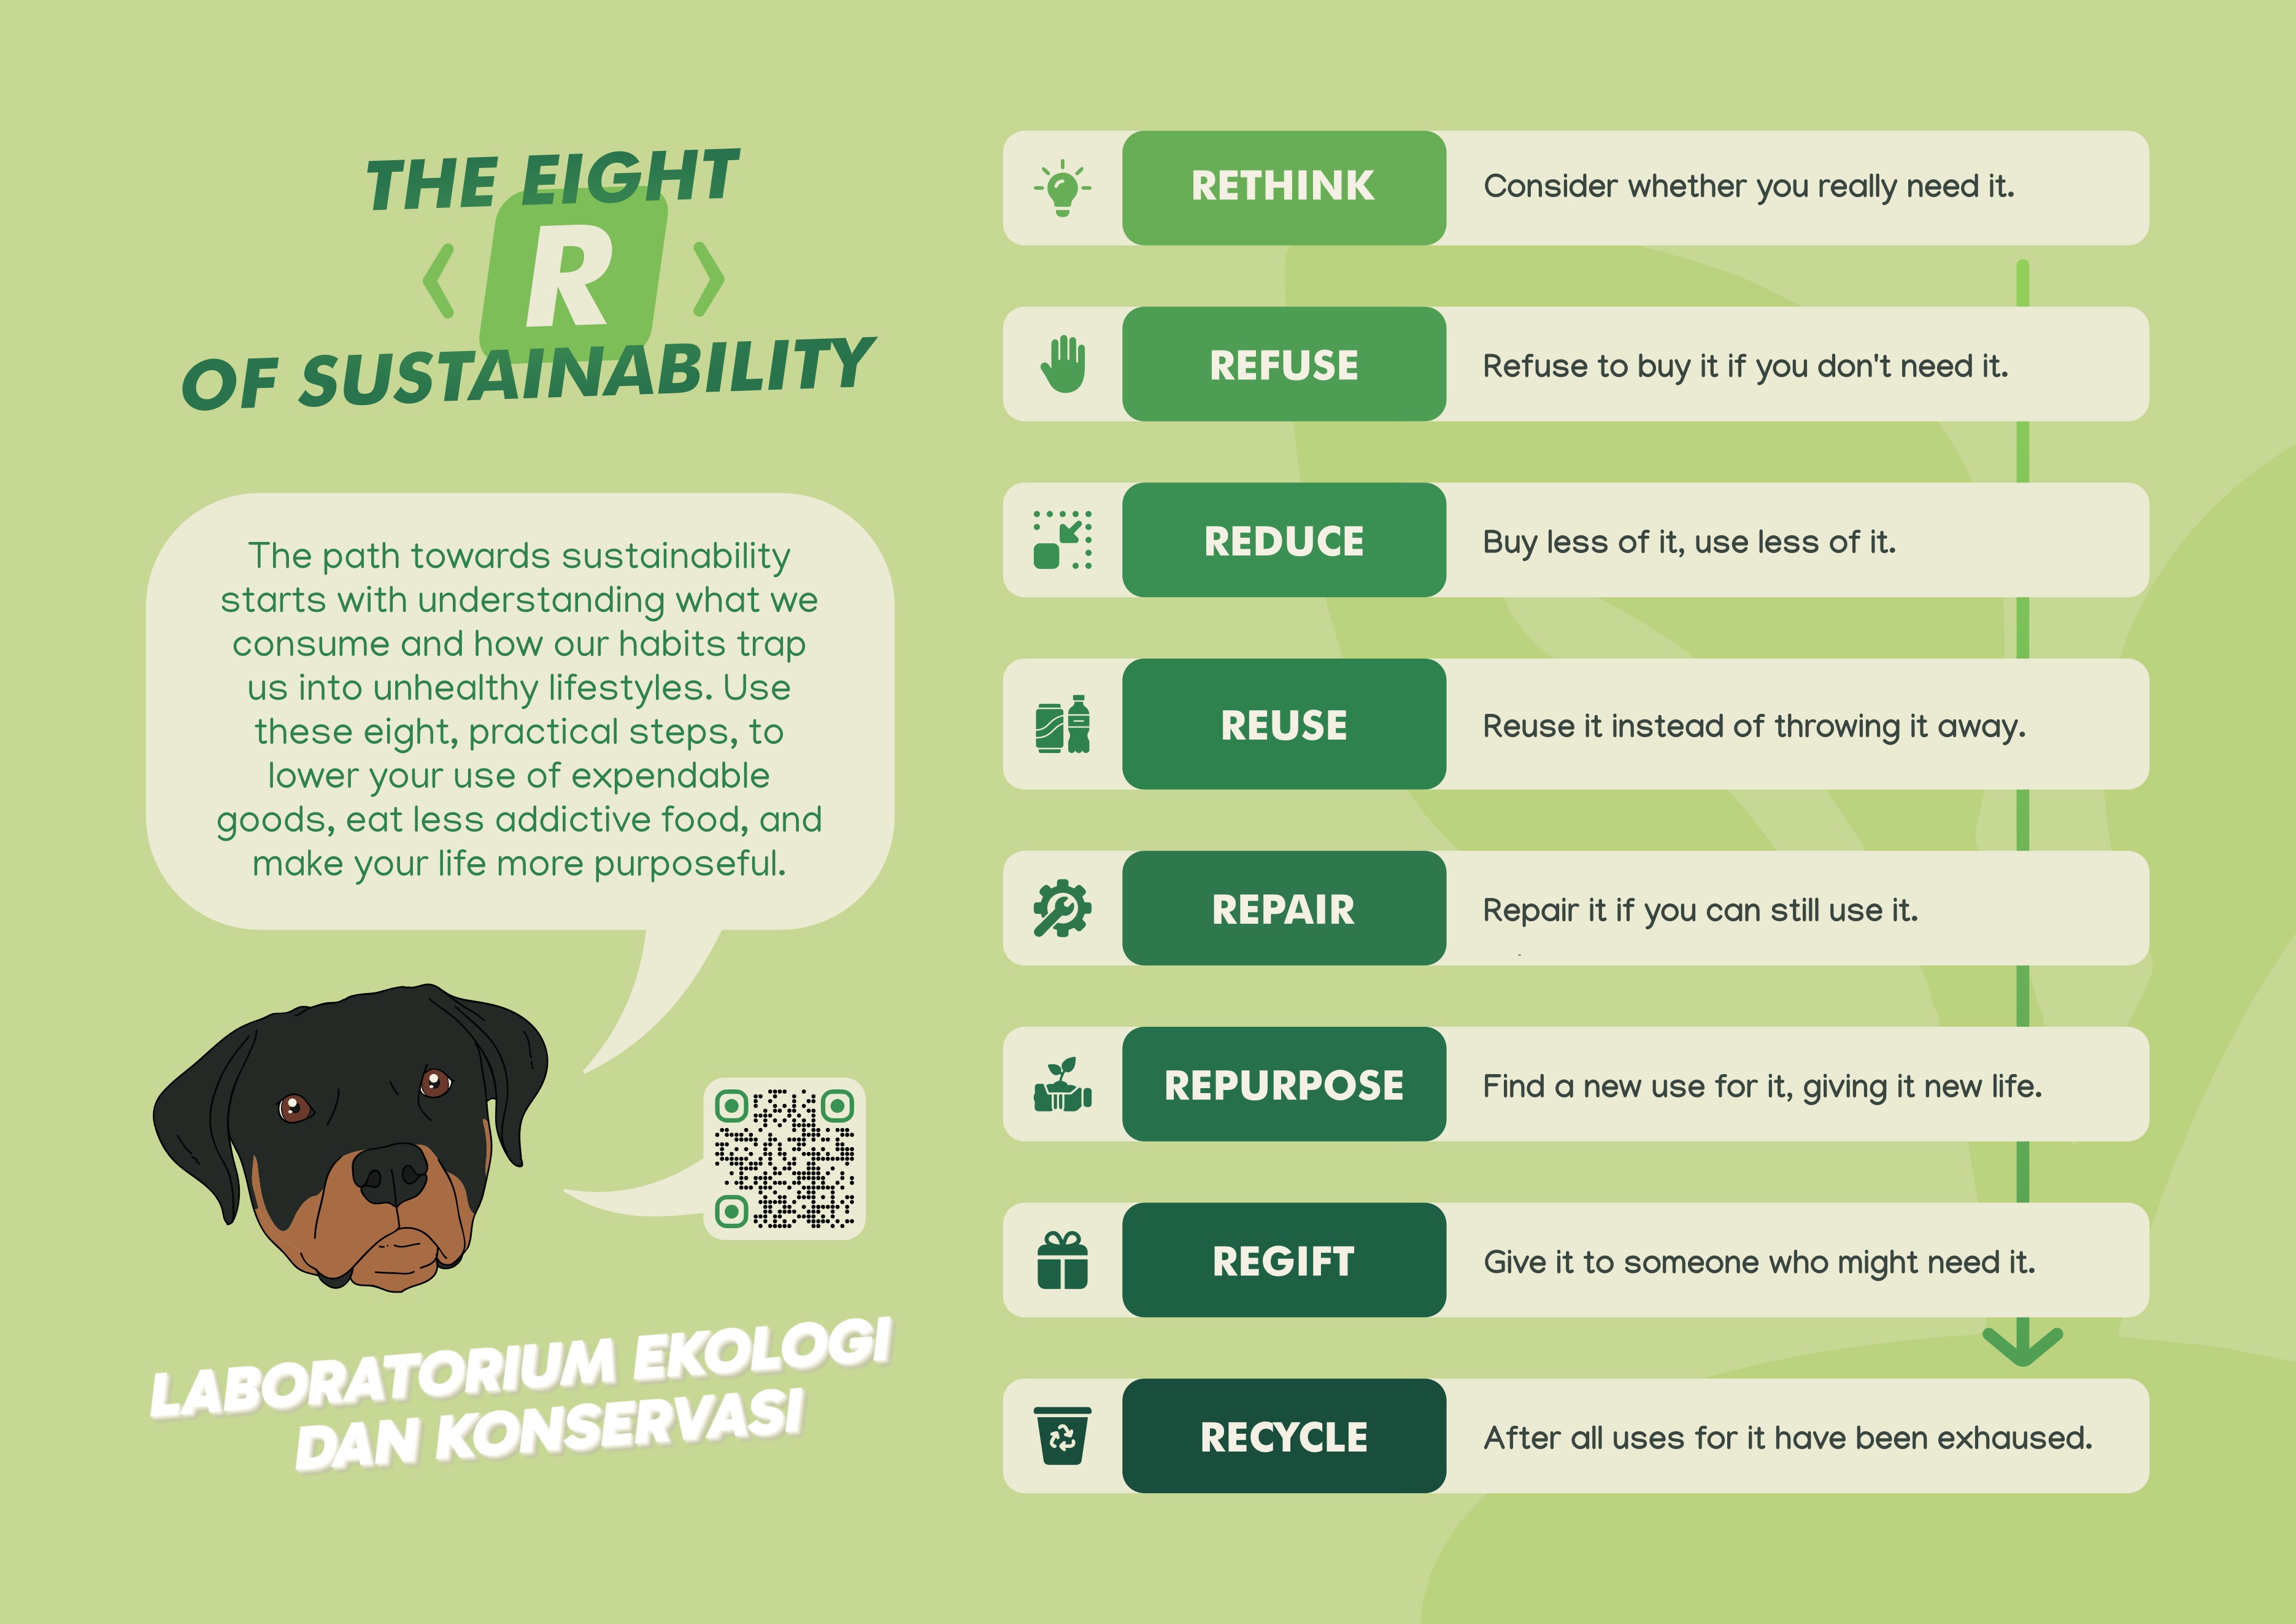 THE EIGHT
R
OF SUSTAINABILITY
The path towards sustainability
starts with understanding what we
consume and how our habits trap
us into unhealthy lifestyles. Use
these eight, practical steps, to
lower your use of expendable
goods, eat less addictive food, and
make your life more purposeful.
LABORATORIUM EKOLOGI
DAN KONSERVASI
RETHINK Consider whether you really need it.
REFUSE Refuse to buy it if you don't need it.
REDUCE Buy less of it, use less of it.
REUSE Reuse it instead of throwing it away.
REPAIR Repair it if you can still use it.
REPURPOSE Find a new use for it, giving it new life.
REGIFT Give it to someone who might need it.
RECYCLE After all uses for it have been exhaused.